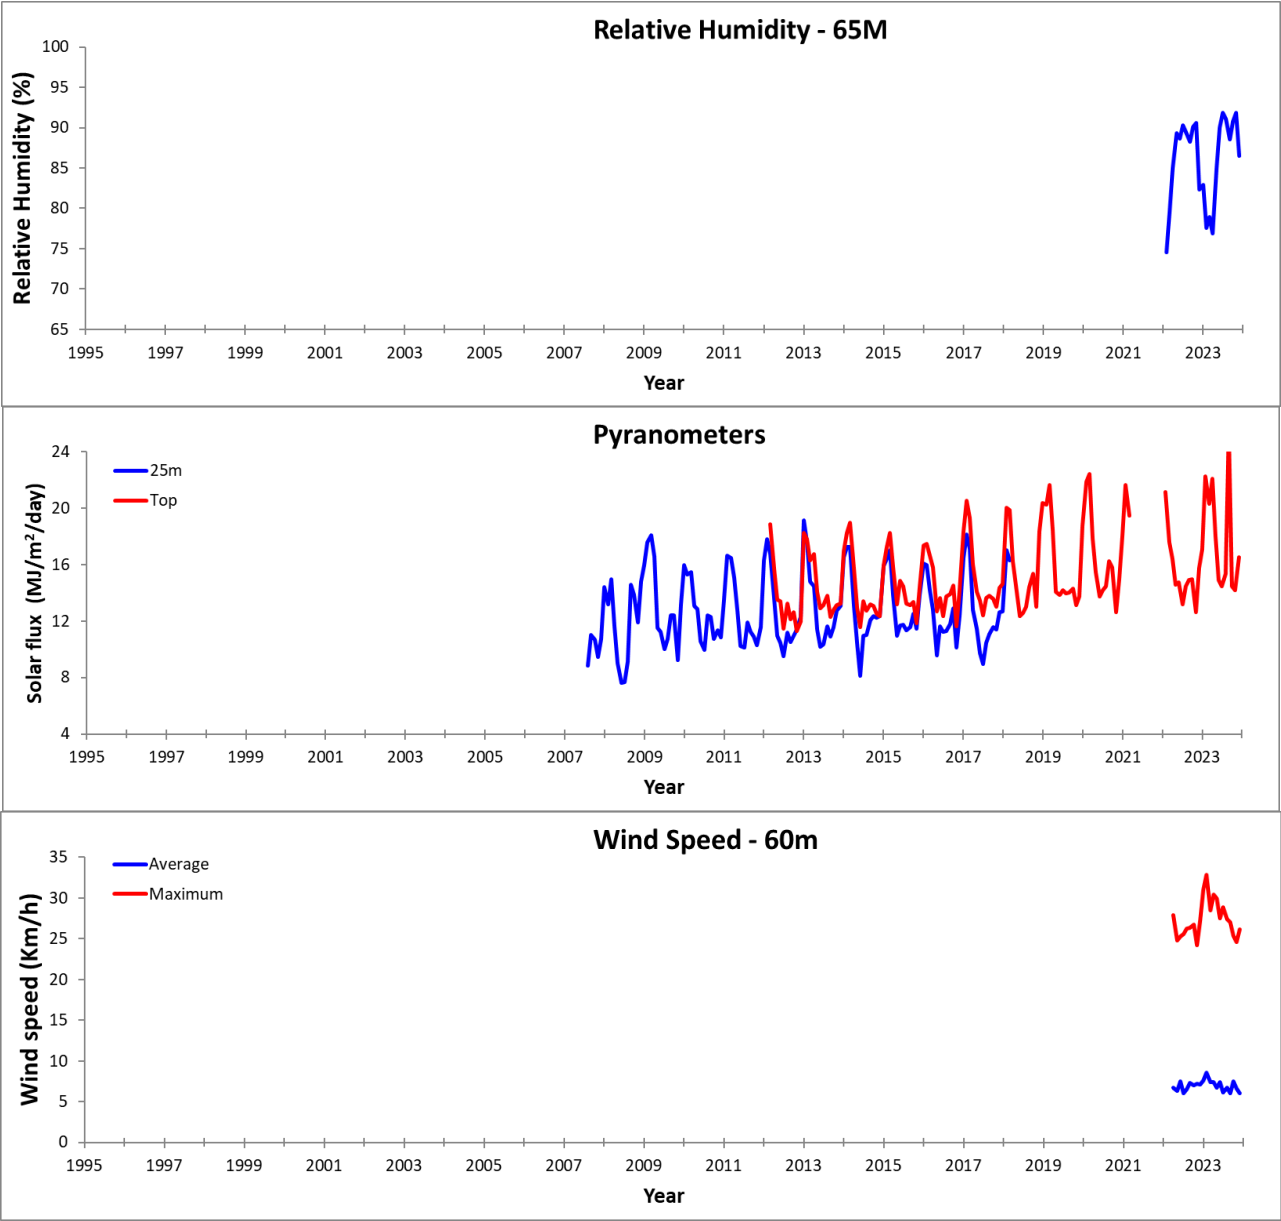 Relative Humidity - 65M
Relative Humidity (%)
100
95
90
85
80
75
70
65
1995 1997 1999 2001 2003 2005 2007 2009 2011 2013 2015 2017 2019 2021 2023
Year
Pyranometers
Solar flux (MJ/m²/day)
25m
Top
24
20
16
12
8
4
1995 1997 1999 2001 2003 2005 2007 2009 2011 2013 2015 2017 2019 2021 2023
Year
Wind Speed - 60m
Wind speed (Km/h)
Average
Maximum
35
30
25
20
15
10
5
0
1995 1997 1999 2001 2003 2005 2007 2009 2011 2013 2015 2017 2019 2021 2023
Year